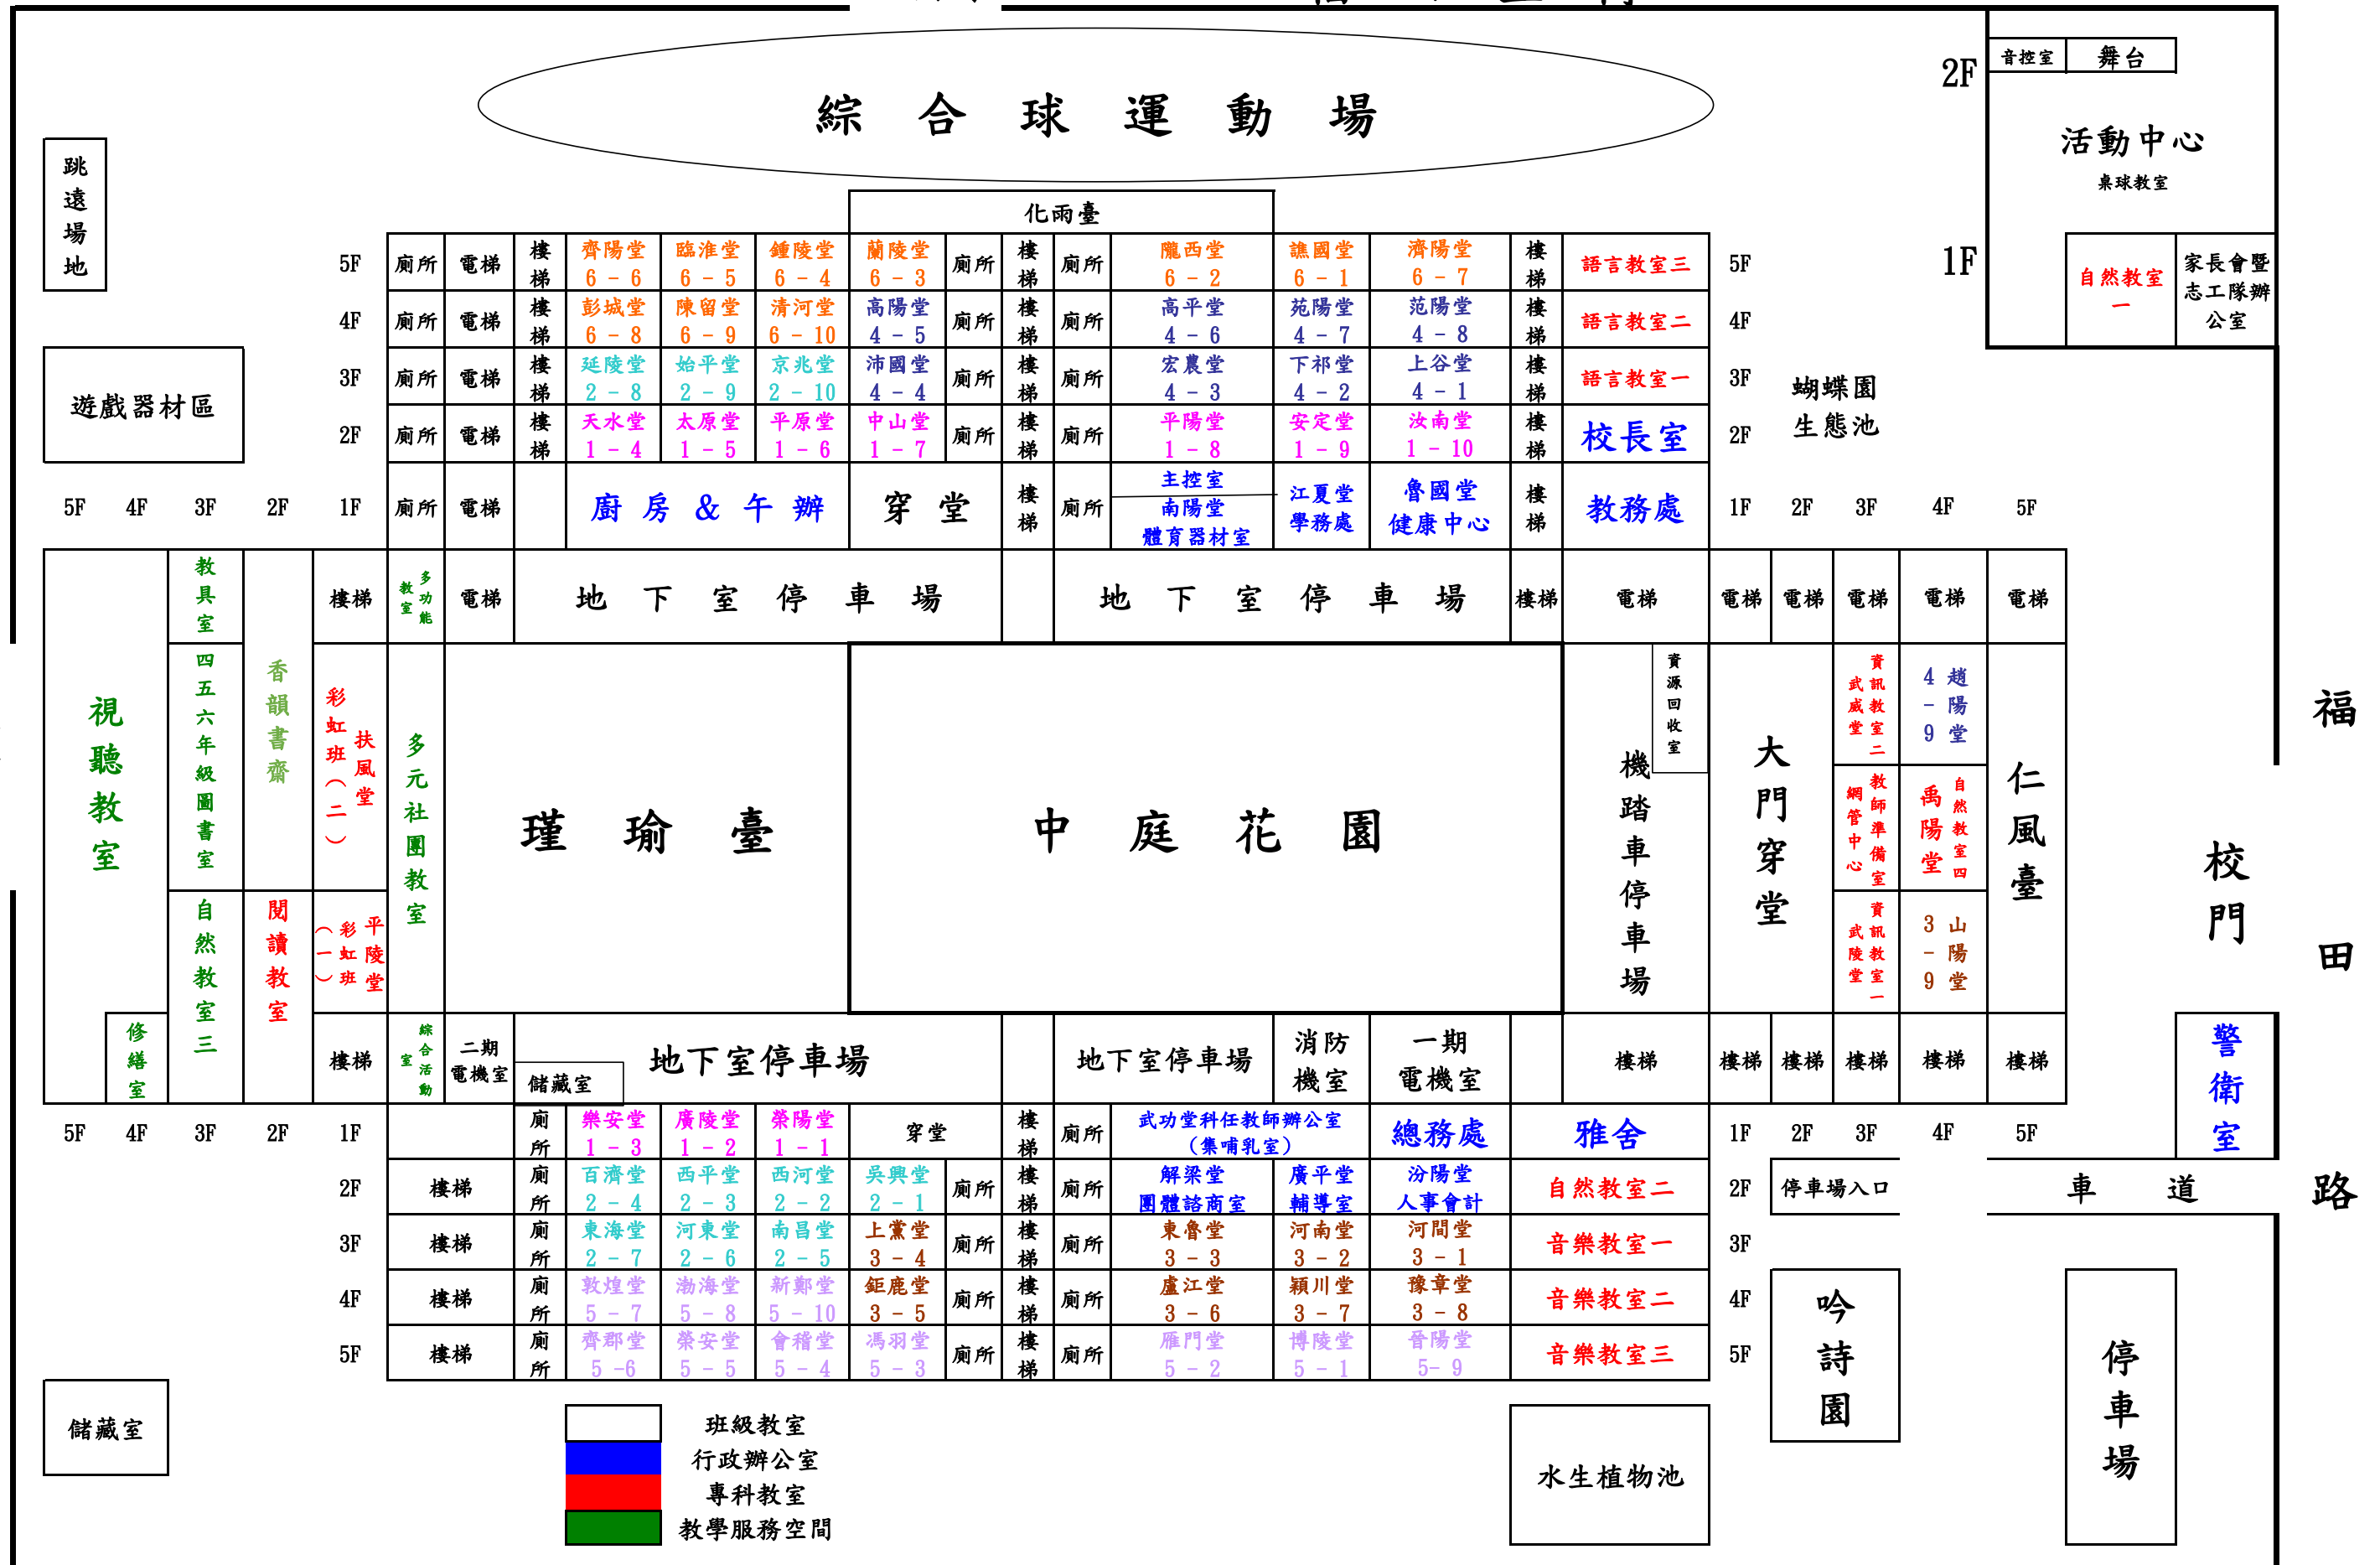 綜合球運動場
2F
音控室 舞台
活動中心
桌球教室
1F
自然教室一
家長會暨志工隊辦公室
跳遠場地
化雨臺
5F 廁所 電梯 樓梯 齊陽堂 臨淮堂 鍾陵堂 蘭陵堂 廁所 樓梯 廁所 隴西堂 譙國堂 濟陽堂 樓梯 語言教室三 5F
6 - 6 6 - 5 6 - 4 6 - 3 6 - 2 6 - 1 6 - 7
4F 廁所 電梯 樓梯 彭城堂 陳留堂 清河堂 高陽堂 廁所 樓梯 廁所 高平堂 苑陽堂 范陽堂 樓梯 語言教室二 4F
6 - 8 6 - 9 6 - 10 4 - 5 4 - 6 4 - 7 4 - 8
3F 廁所 電梯 樓梯 延陵堂 始平堂 京兆堂 沛國堂 廁所 樓梯 廁所 宏農堂 下祁堂 上谷堂 樓梯 語言教室一 3F
2 - 8 2 - 9 2 - 10 4 - 4 4 - 3 4 - 2 4 - 1
2F 廁所 電梯 樓梯 天水堂 太原堂 平原堂 中山堂 廁所 樓梯 廁所 平陽堂 安定堂 汝南堂 樓梯 校長室 2F
1 - 4 1 - 5 1 - 6 1 - 7 1 - 8 1 - 9 1 - 10
遊戲器材區
蝴蝶園
生態池
5F 4F 3F 2F 1F 廁所 電梯 廚房 & 午辦 穿堂 樓梯 廁所 主控室 江夏堂 魯國堂 樓梯 教務處 1F 2F 3F 4F 5F
南陽堂 學務處 健康中心
體育器材室
教具室 樓梯 多功能教室 電梯 地下室停車場 地下室停車場 樓梯 電梯 電梯 電梯 電梯 電梯 電梯
視聽教室
四五六年級圖書室
香韻書齋
扶風堂
彩虹班(二)
多元社團教室
瑾瑜臺
中庭花園
資源回收室
機踏車停車場
大門穿堂
資訊教室二
武威堂
趙陽堂
4 - 9
教師準備室
網管中心
自然教室四
禹陽堂
仁風臺
自然教室三
閱讀教室
平陵堂
彩虹班
(一)
資訊教室一
武陵堂
山陽堂
3 - 9
校門
福田路
修繕室 樓梯 綜合活動室 二期電機室 儲藏室 地下室停車場 地下室停車場 消防機室 一期電機室 樓梯 樓梯 樓梯 樓梯 樓梯 樓梯
警衛室
5F 4F 3F 2F 1F 廁所 樂安堂 廣陵堂 榮陽堂 穿堂 樓梯 廁所 武功堂科任教師辦公室 總務處 雅舍 1F 2F 3F 4F 5F
1 - 3 1 - 2 1 - 1 (集哺乳室)
2F 樓梯 廁所 百濟堂 西平堂 西河堂 吳興堂 廁所 樓梯 廁所 解梁堂 廣平堂 汾陽堂 自然教室二 2F 停車場入口 車道
2 - 4 2 - 3 2 - 2 2 - 1 團體諮商室 輔導室 人事會計
3F 樓梯 廁所 東海堂 河東堂 南昌堂 上黨堂 廁所 樓梯 廁所 東魯堂 河南堂 河間堂 音樂教室一 3F
2 - 7 2 - 6 2 - 5 3 - 4 3 - 3 3 - 2 3 - 1
4F 樓梯 廁所 敦煌堂 渤海堂 新鄭堂 鉅鹿堂 廁所 樓梯 廁所 廬江堂 穎川堂 豫章堂 音樂教室二 4F
5 - 7 5 - 8 5 - 10 3 - 5 3 - 6 3 - 7 3 - 8
5F 樓梯 廁所 齊郡堂 榮安堂 會稽堂 馮羽堂 廁所 樓梯 廁所 雁門堂 博陵堂 晉陽堂 音樂教室三 5F
5 -6 5 - 5 5 - 4 5 - 3 5 - 2 5 - 1 5- 9
吟詩園
停車場
儲藏室
班級教室
行政辦公室
專科教室
教學服務空間
水生植物池